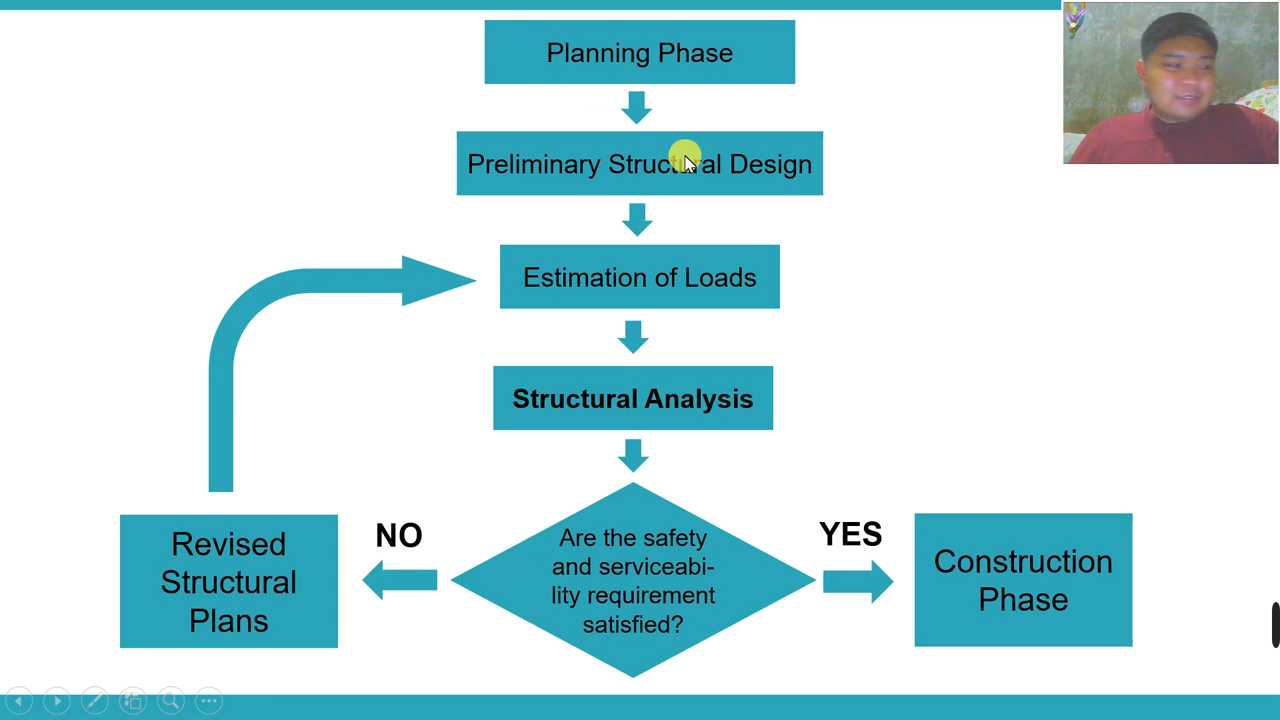 Planning Phase
Preliminary Structural Design
Estimation of Loads
Structural Analysis
Are the safety
and serviceabi-
lity requirement
satisfied?
NO
YES
Revised
Structural
Plans
Construction
Phase